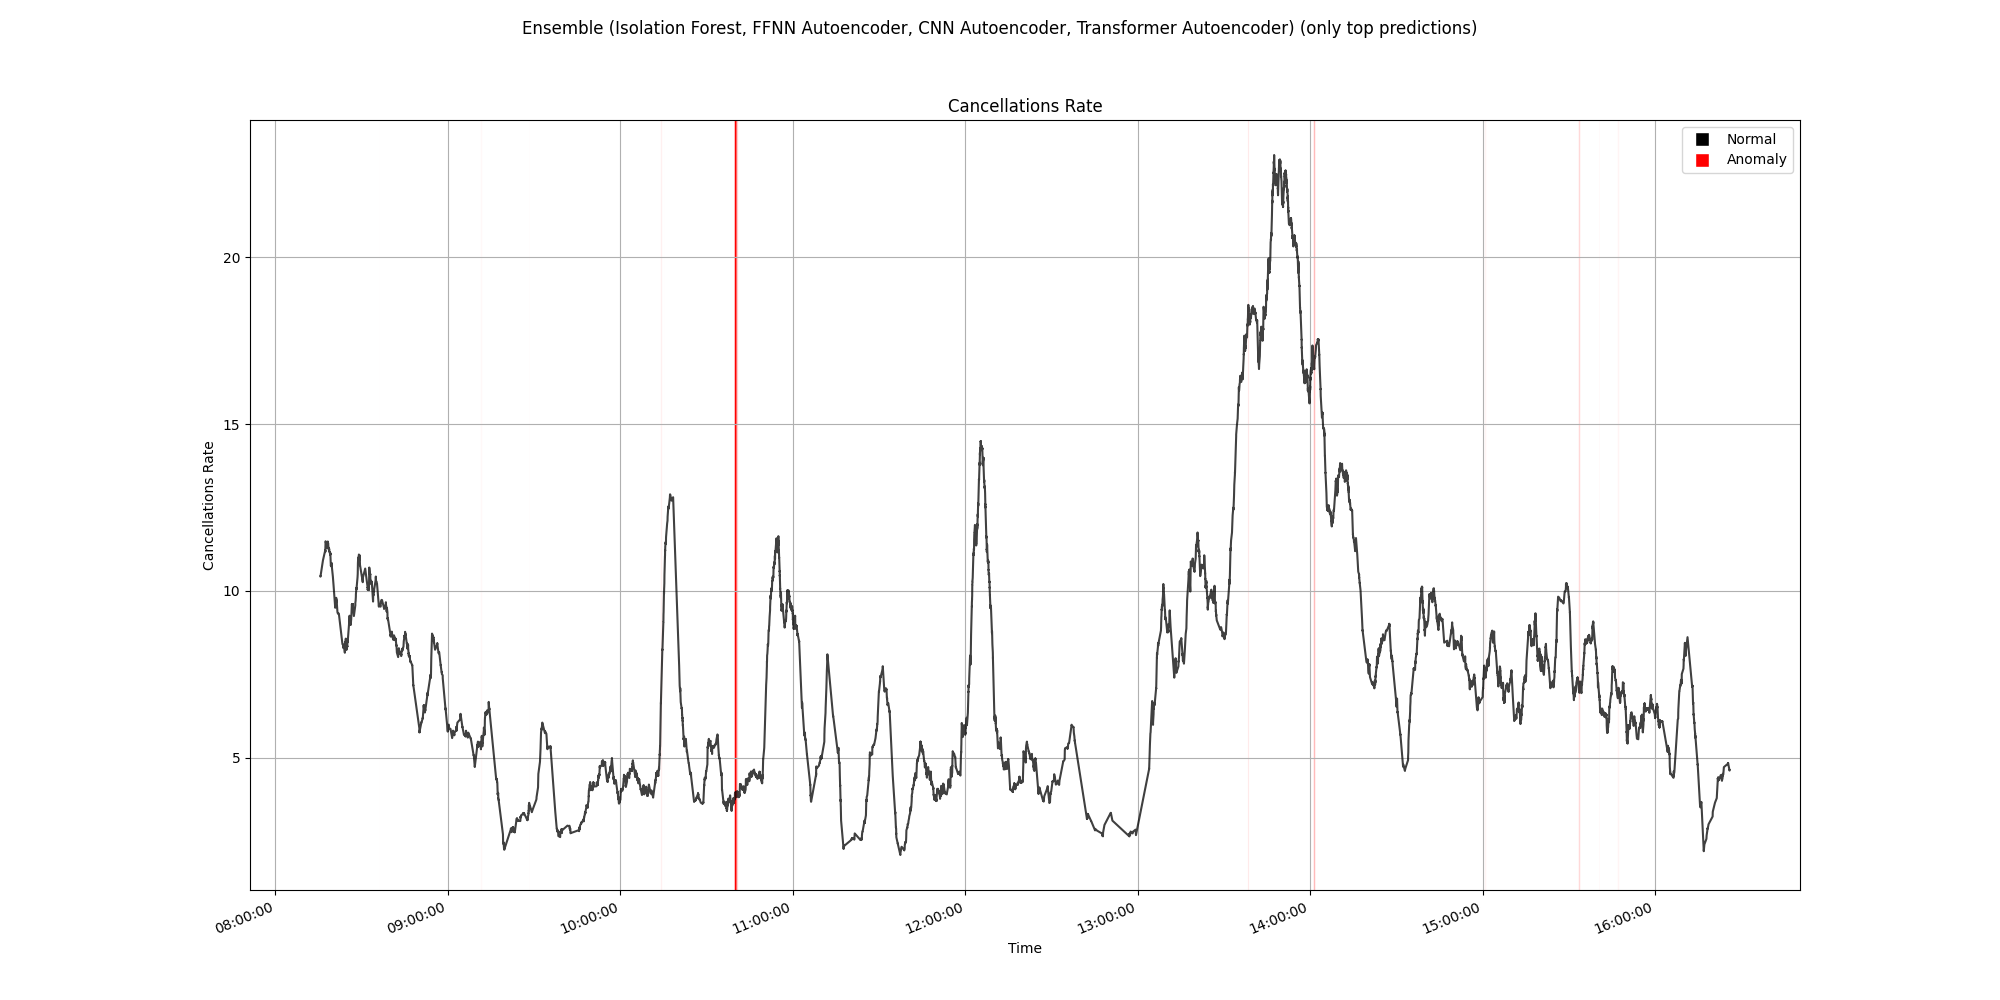 Ensemble (Isolation Forest, FFNN Autoencoder, CNN Autoencoder, Transformer Autoencoder) (only top predictions)
Cancellations Rate
Normal
Anomaly
20
15
10
5
Cancellations Rate
08:00:00
09:00:00
10:00:00
11:00:00
12:00:00
13:00:00
14:00:00
15:00:00
16:00:00
Time